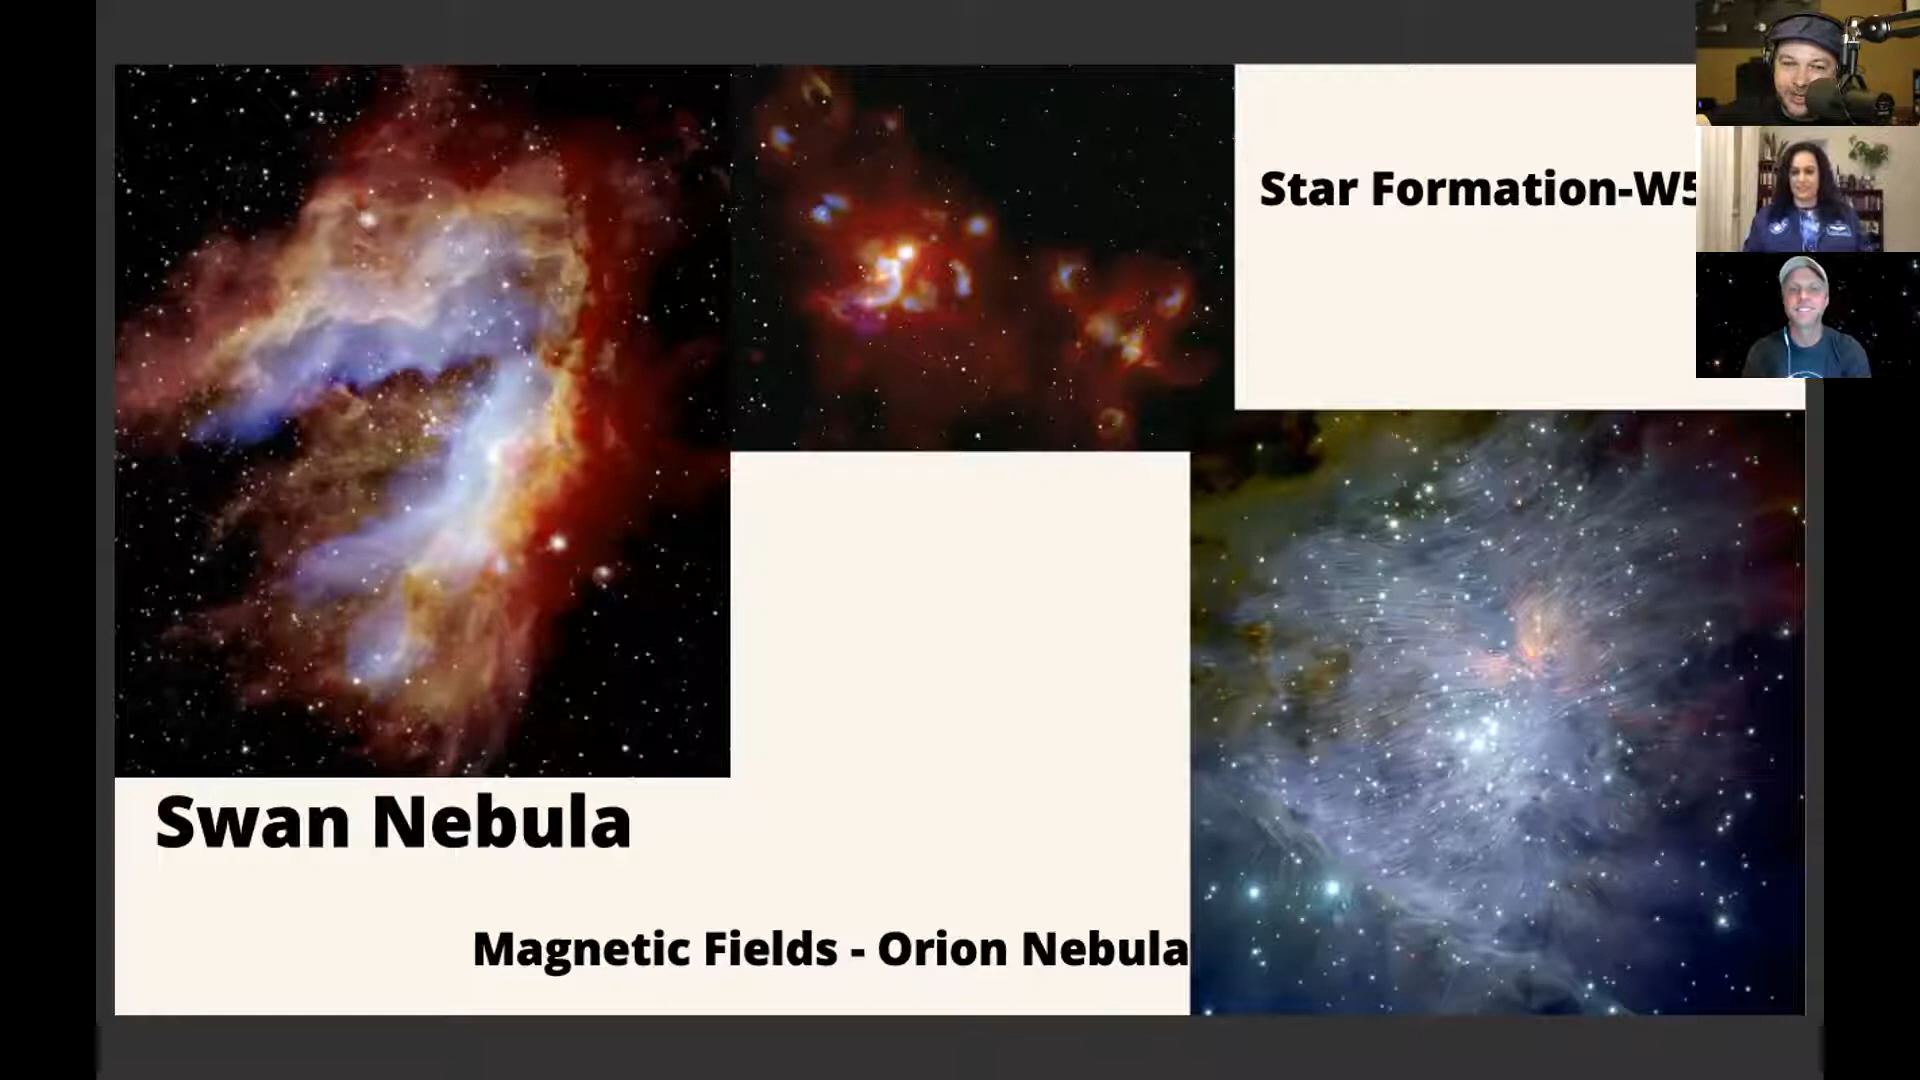 Star Formation-W5
Swan Nebula
Magnetic Fields - Orion Nebula